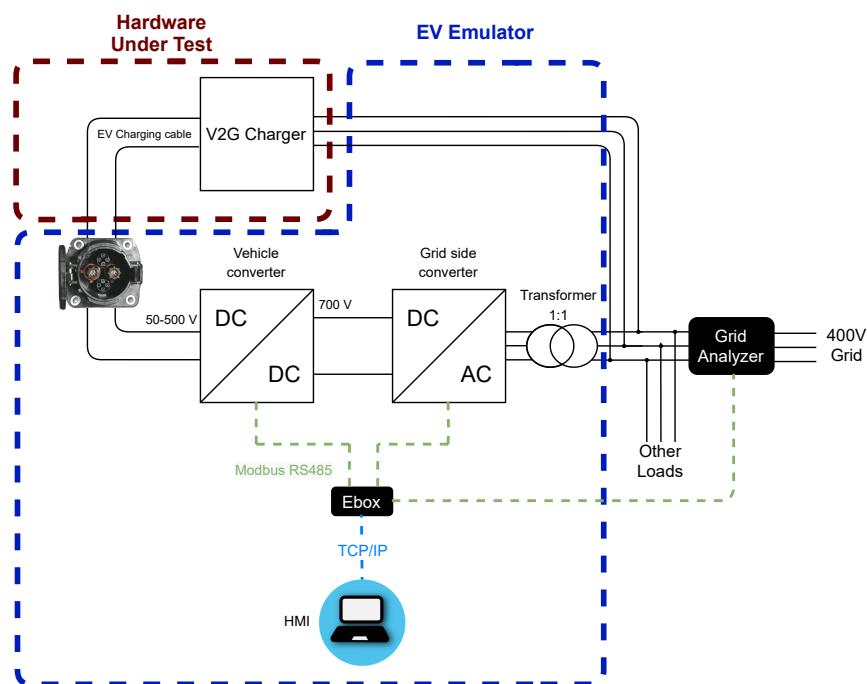 Hardware
Under Test
EV Emulator
EV Charging cable
V2G Charger
Vehicle
converter
Grid side
converter
Transformer
1:1
50-500 V
DC
DC
700 V
DC
AC
Grid
Analyzer
400V
Grid
Other
Loads
Modbus RS485
Ebox
TCP/IP
HMI